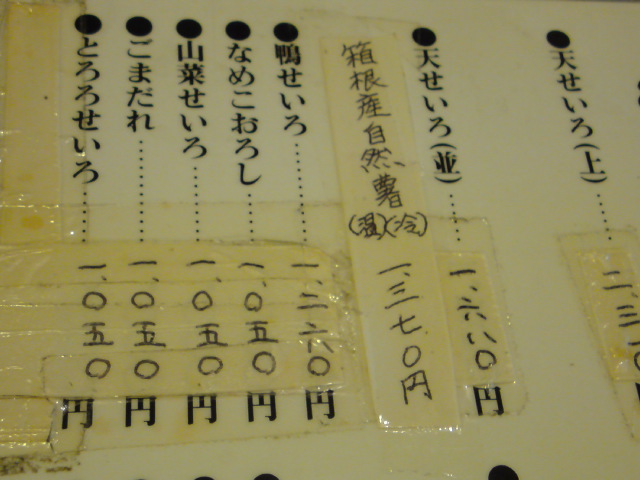 ●天せいろ(上)……二、三
●天せいろ(並)……一、六八〇円
箱根産自然薯(温)(冷)一、三七〇円
●鴨せいろ……一、二六〇円
●なめこおろし……一、〇五〇円
●山菜せいろ……一、〇五〇円
●ごまだれ……一、〇五〇円
●とろろせいろ……一、〇五〇円